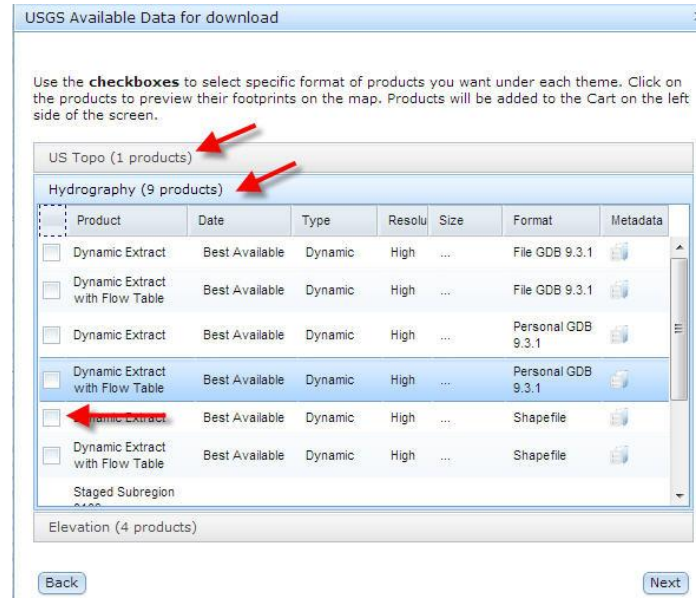 USGS Available Data for download
Use the checkboxes to select specific format of products you want under each theme. Click on
the products to preview their footprints on the map. Products will be added to the Cart on the left
side of the screen.
US Topo (1 products)
Hydrography (9 products)
Product Date Type Resolu Size Format Metadata
Dynamic Extract Best Available Dynamic High ... File GDB 9.3.1
Dynamic Extract
with Flow Table Best Available Dynamic High ... File GDB 9.3.1
Dynamic Extract Best Available Dynamic High ... Personal GDB
9.3.1
Dynamic Extract
with Flow Table Best Available Dynamic High ... Personal GDB
9.3.1
Dynamic Extract Best Available Dynamic High ... Shapefile
Dynamic Extract
with Flow Table Best Available Dynamic High ... Shapefile
Staged Subregion
Elevation (4 products)
Back Next